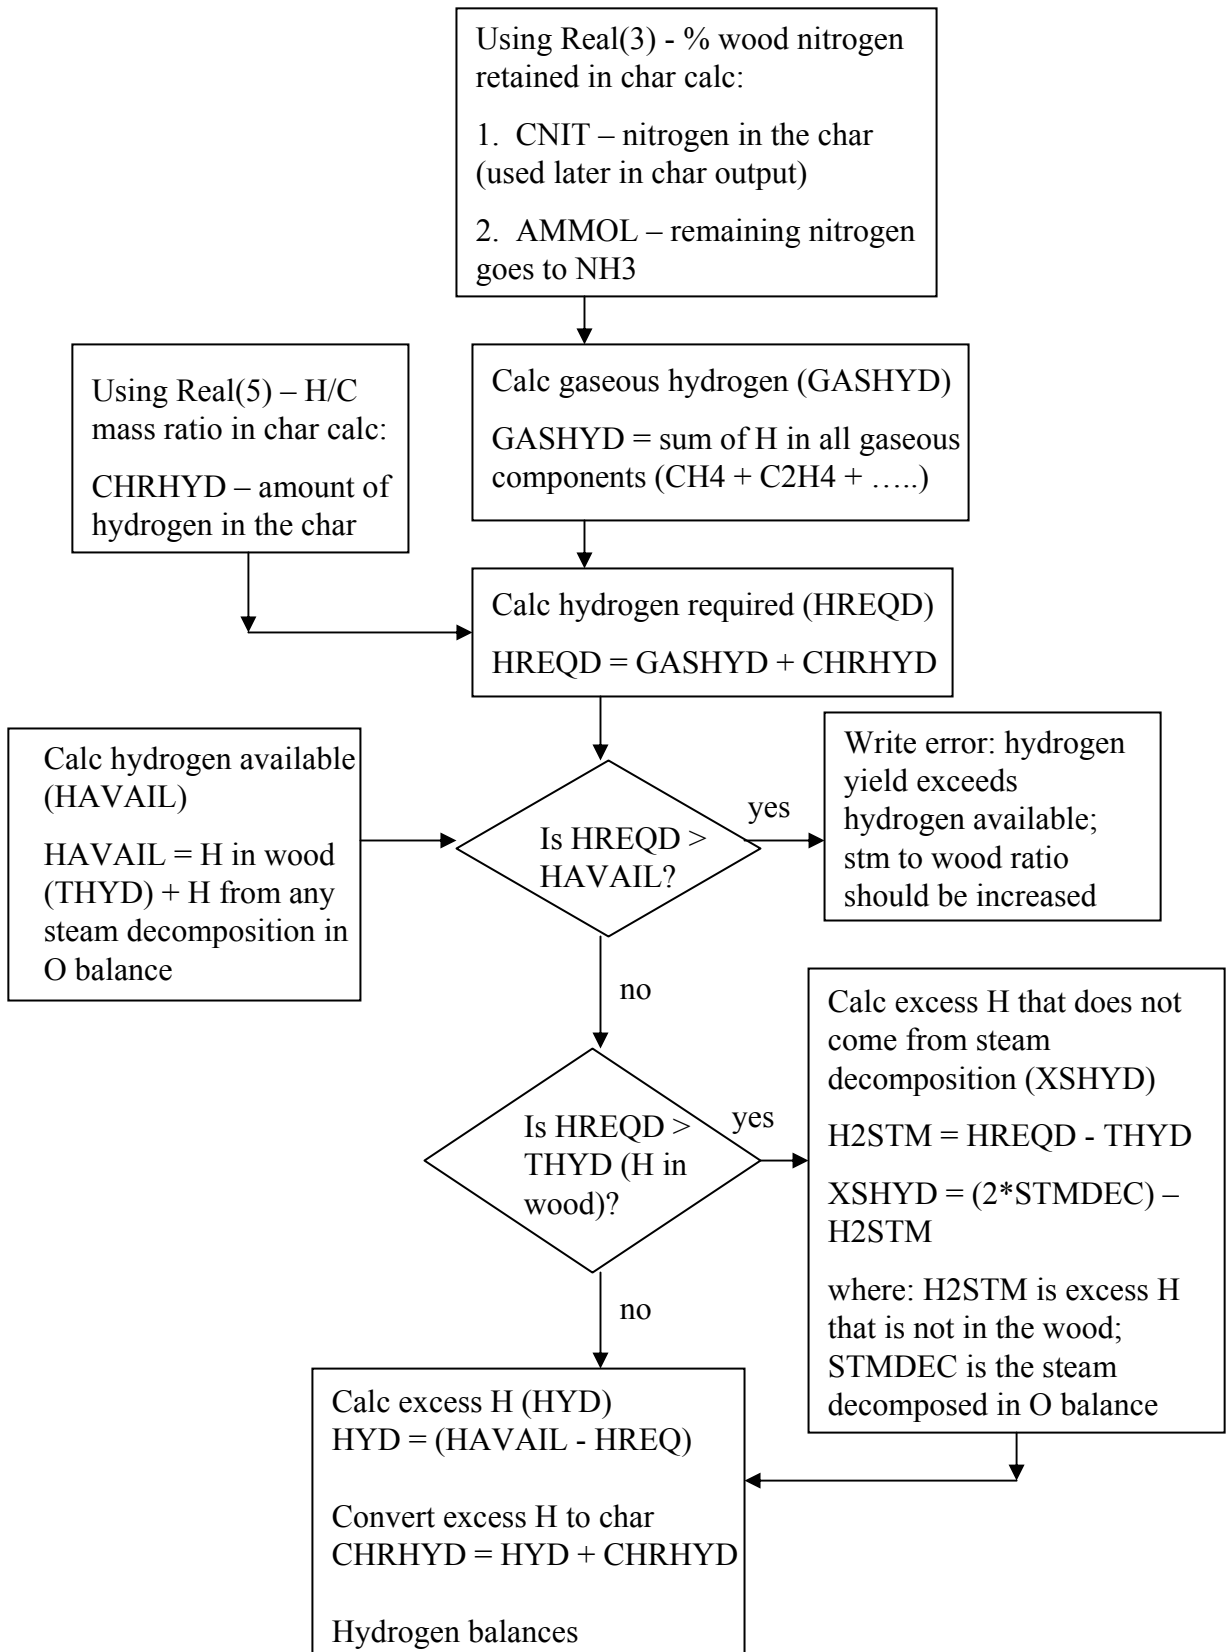 Using Real(3) - % wood nitrogen
retained in char calc:
1.  CNIT – nitrogen in the char
(used later in char output)
2.  AMMOL – remaining nitrogen
goes to NH3
Using Real(5) – H/C
mass ratio in char calc:
CHRHYD – amount of
hydrogen in the char
Calc gaseous hydrogen (GASHYD)
GASHYD = sum of H in all gaseous
components (CH4 + C2H4 + …..)
Calc hydrogen required (HREQD)
HREQD = GASHYD + CHRHYD
Calc hydrogen available
(HAVAIL)
HAVAIL = H in wood
(THYD) + H from any
steam decomposition in
O balance
Is HREQD >
HAVAIL?
yes
Write error: hydrogen
yield exceeds
hydrogen available;
stm to wood ratio
should be increased
no
Is HREQD >
THYD (H in
wood)?
yes
Calc excess H that does not
come from steam
decomposition (XSHYD)
H2STM = HREQD - THYD
XSHYD = (2*STMDEC) –
H2STM
where: H2STM is excess H
that is not in the wood;
STMDEC is the steam
decomposed in O balance
no
Calc excess H (HYD)
HYD = (HAVAIL - HREQ)
Convert excess H to char
CHRHYD = HYD + CHRHYD
Hydrogen balances